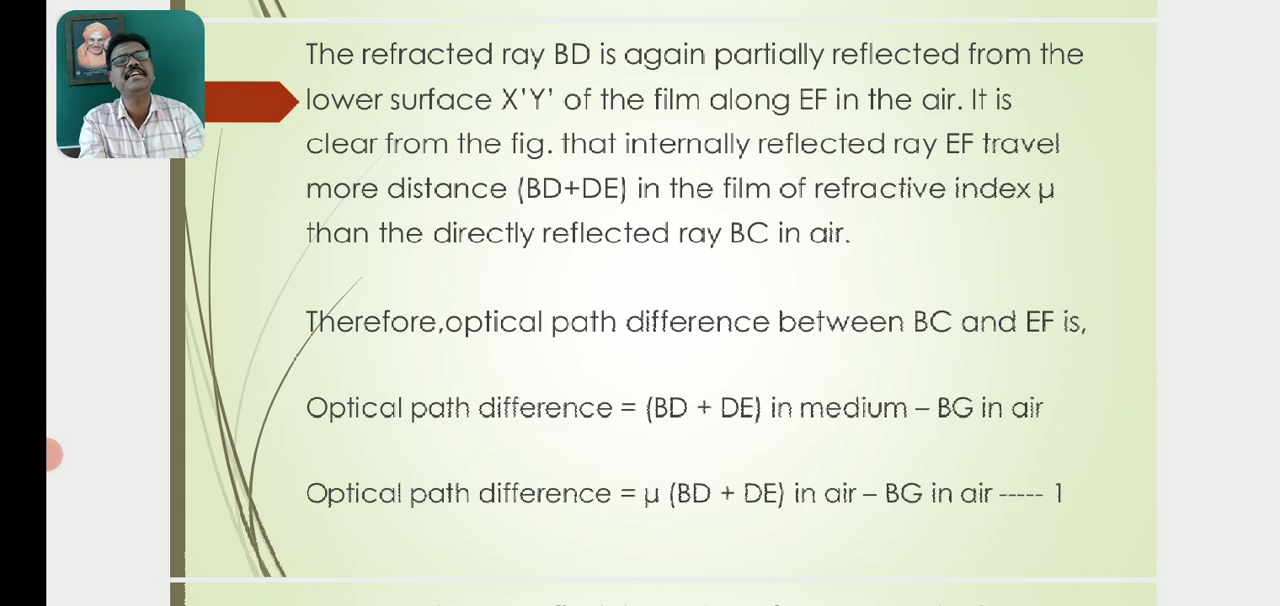 The refracted ray BD is again partially reflected from the
lower surface X'Y' of the film along EF in the air. It is
clear from the fig. that internally reflected ray EF travel
more distance (BD+DE) in the film of refractive index μ
than the directly reflected ray BC in air.
Therefore,optical path difference between BC and EF is,
Optical path difference = (BD + DE) in medium – BG in air
Optical path difference = μ (BD + DE) in air – BG in air ----- 1